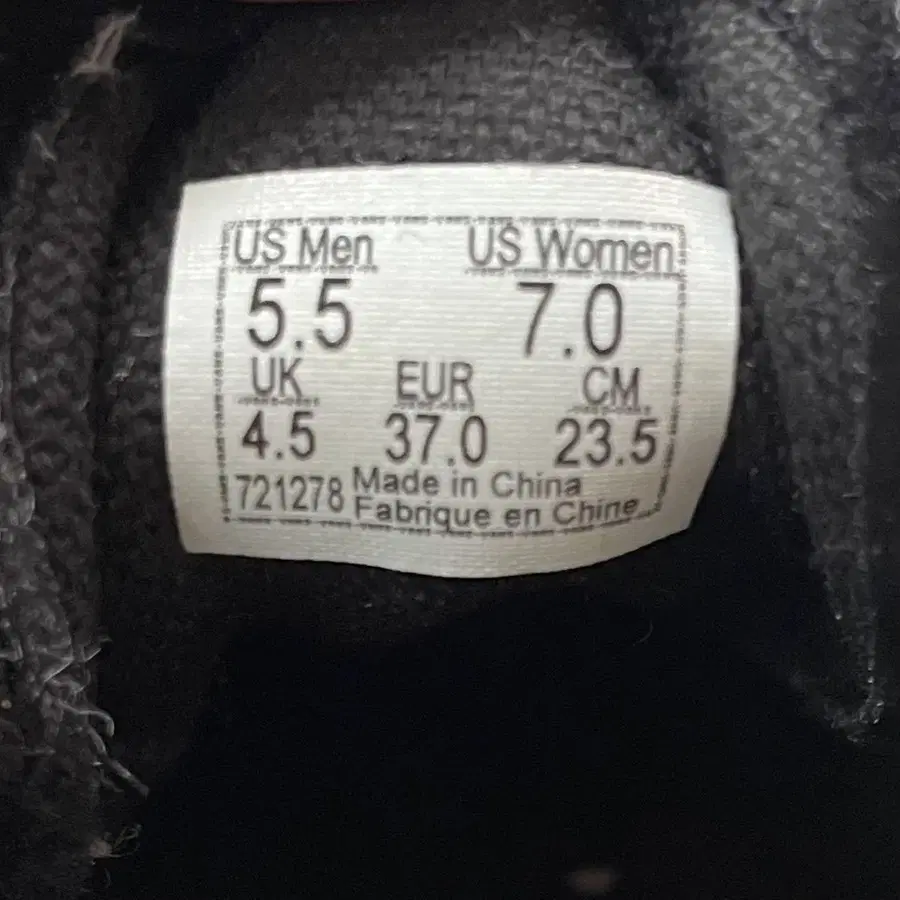 US Men US Women
5.5 7.0
UK EUR CM
4.5 37.0 23.5
721278 Made in China
Fabrique en Chine